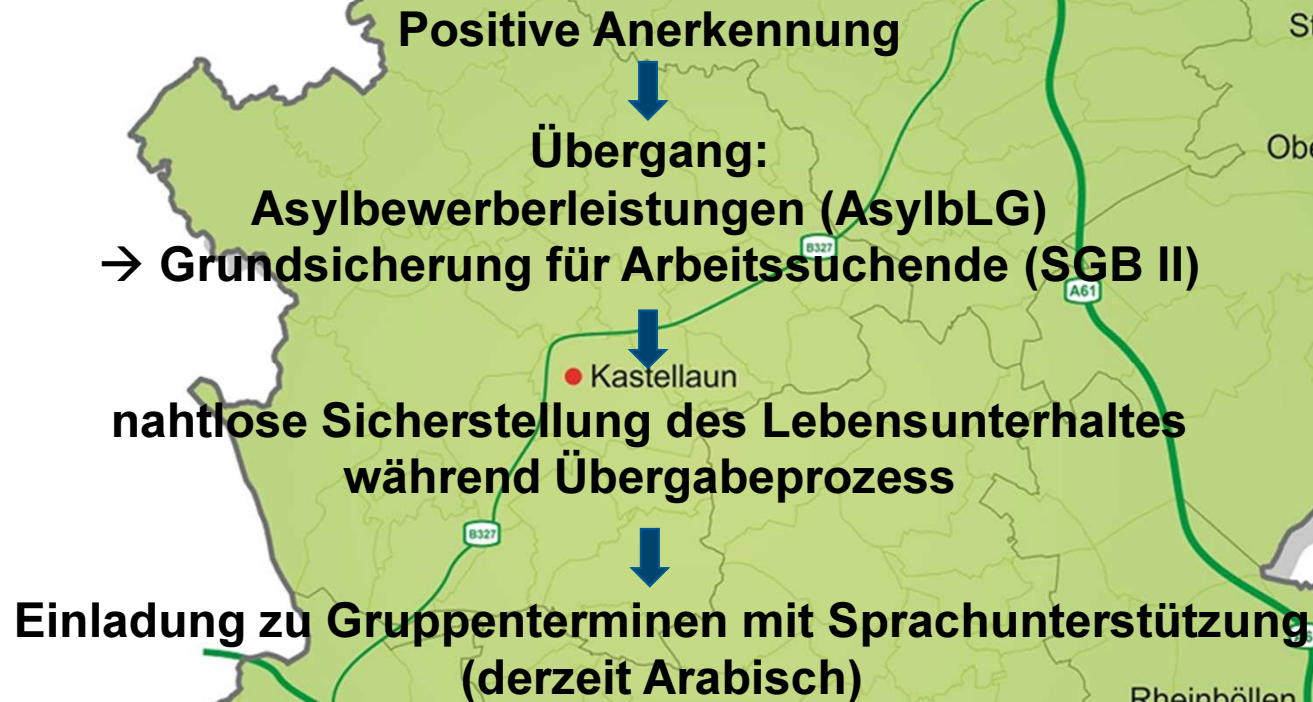 Positive Anerkennung
Übergang:
Asylbewerberleistungen (AsylbLG)
B327
→ Grundsicherung für Arbeitssuchende (SGB II)
A61
Kastellaun
nahtlose Sicherstellung des Lebensunterhaltes
während Übergabeprozess
B327
Einladung zu Gruppenterminen mit Sprachunterstützung
(derzeit Arabisch)
Rheinböllen